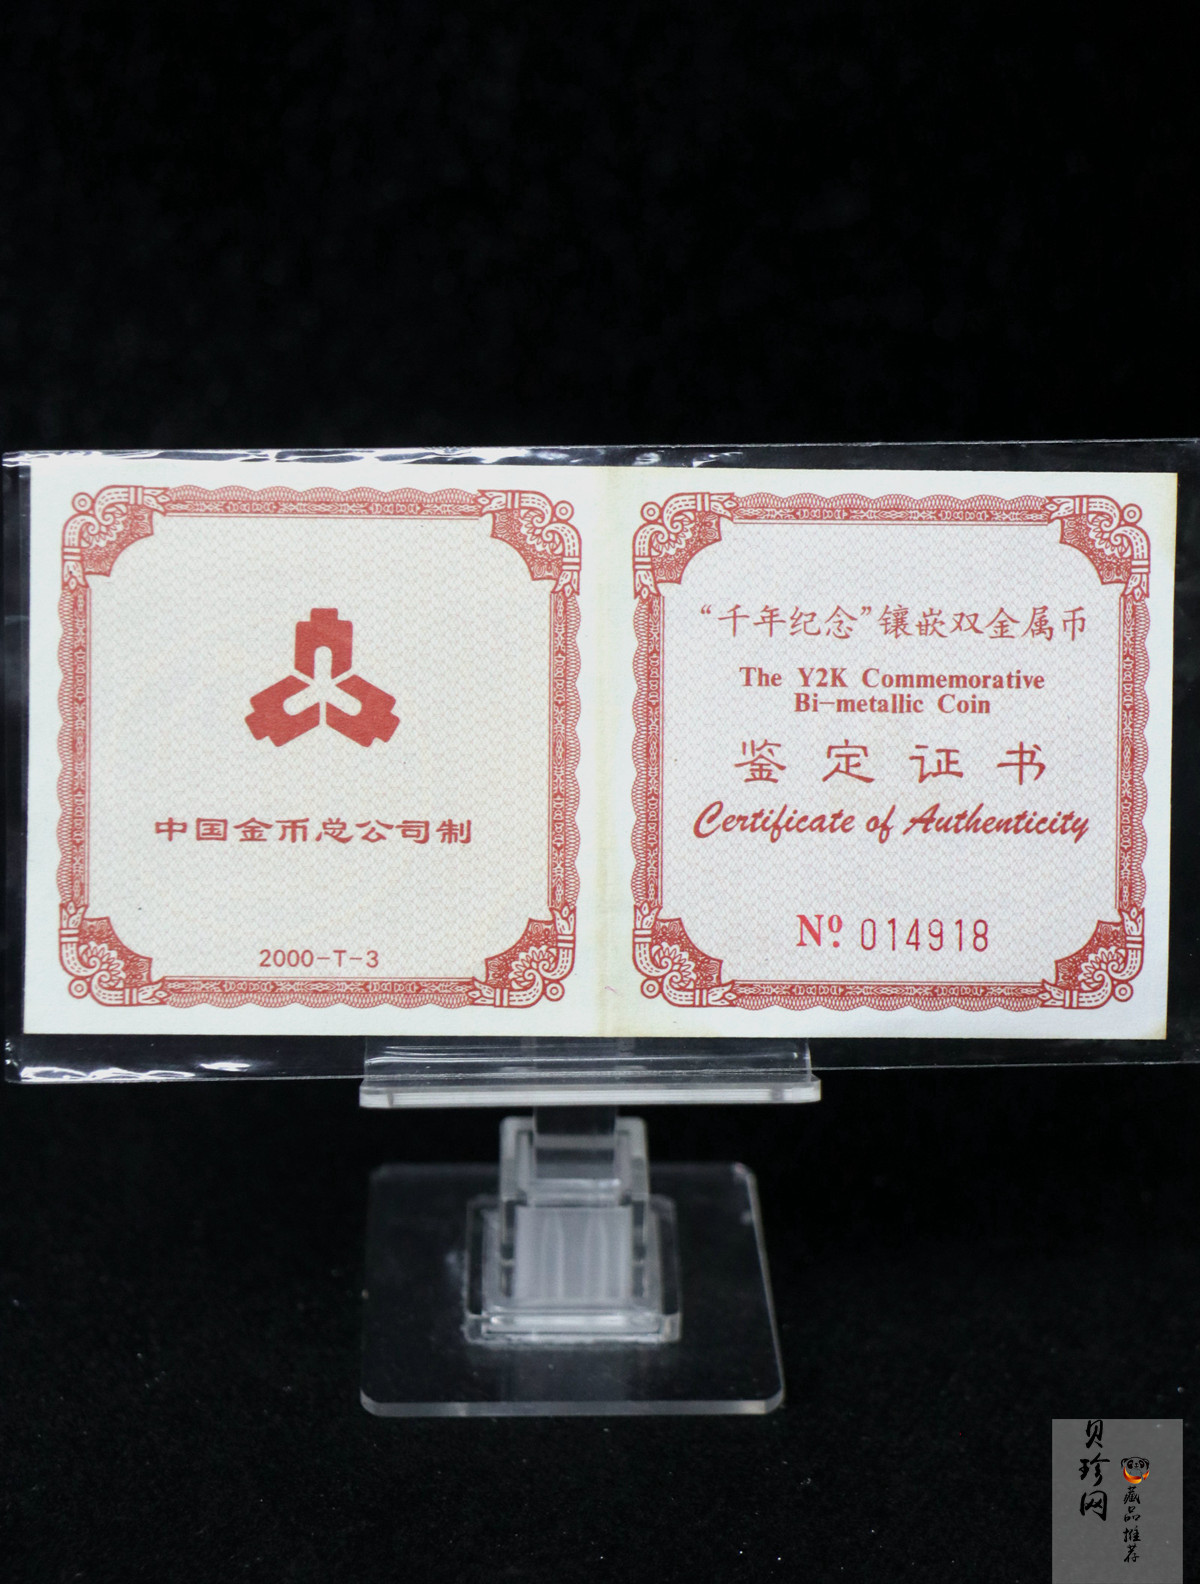 中国金币总公司制
2000-T-3
“千年纪念”镶嵌双金属币
The Y2K Commemorative
Bi-metallic Coin
鉴定证书
Certificate of Authenticity
Nº. 014918
贝珍网
藏品推荐